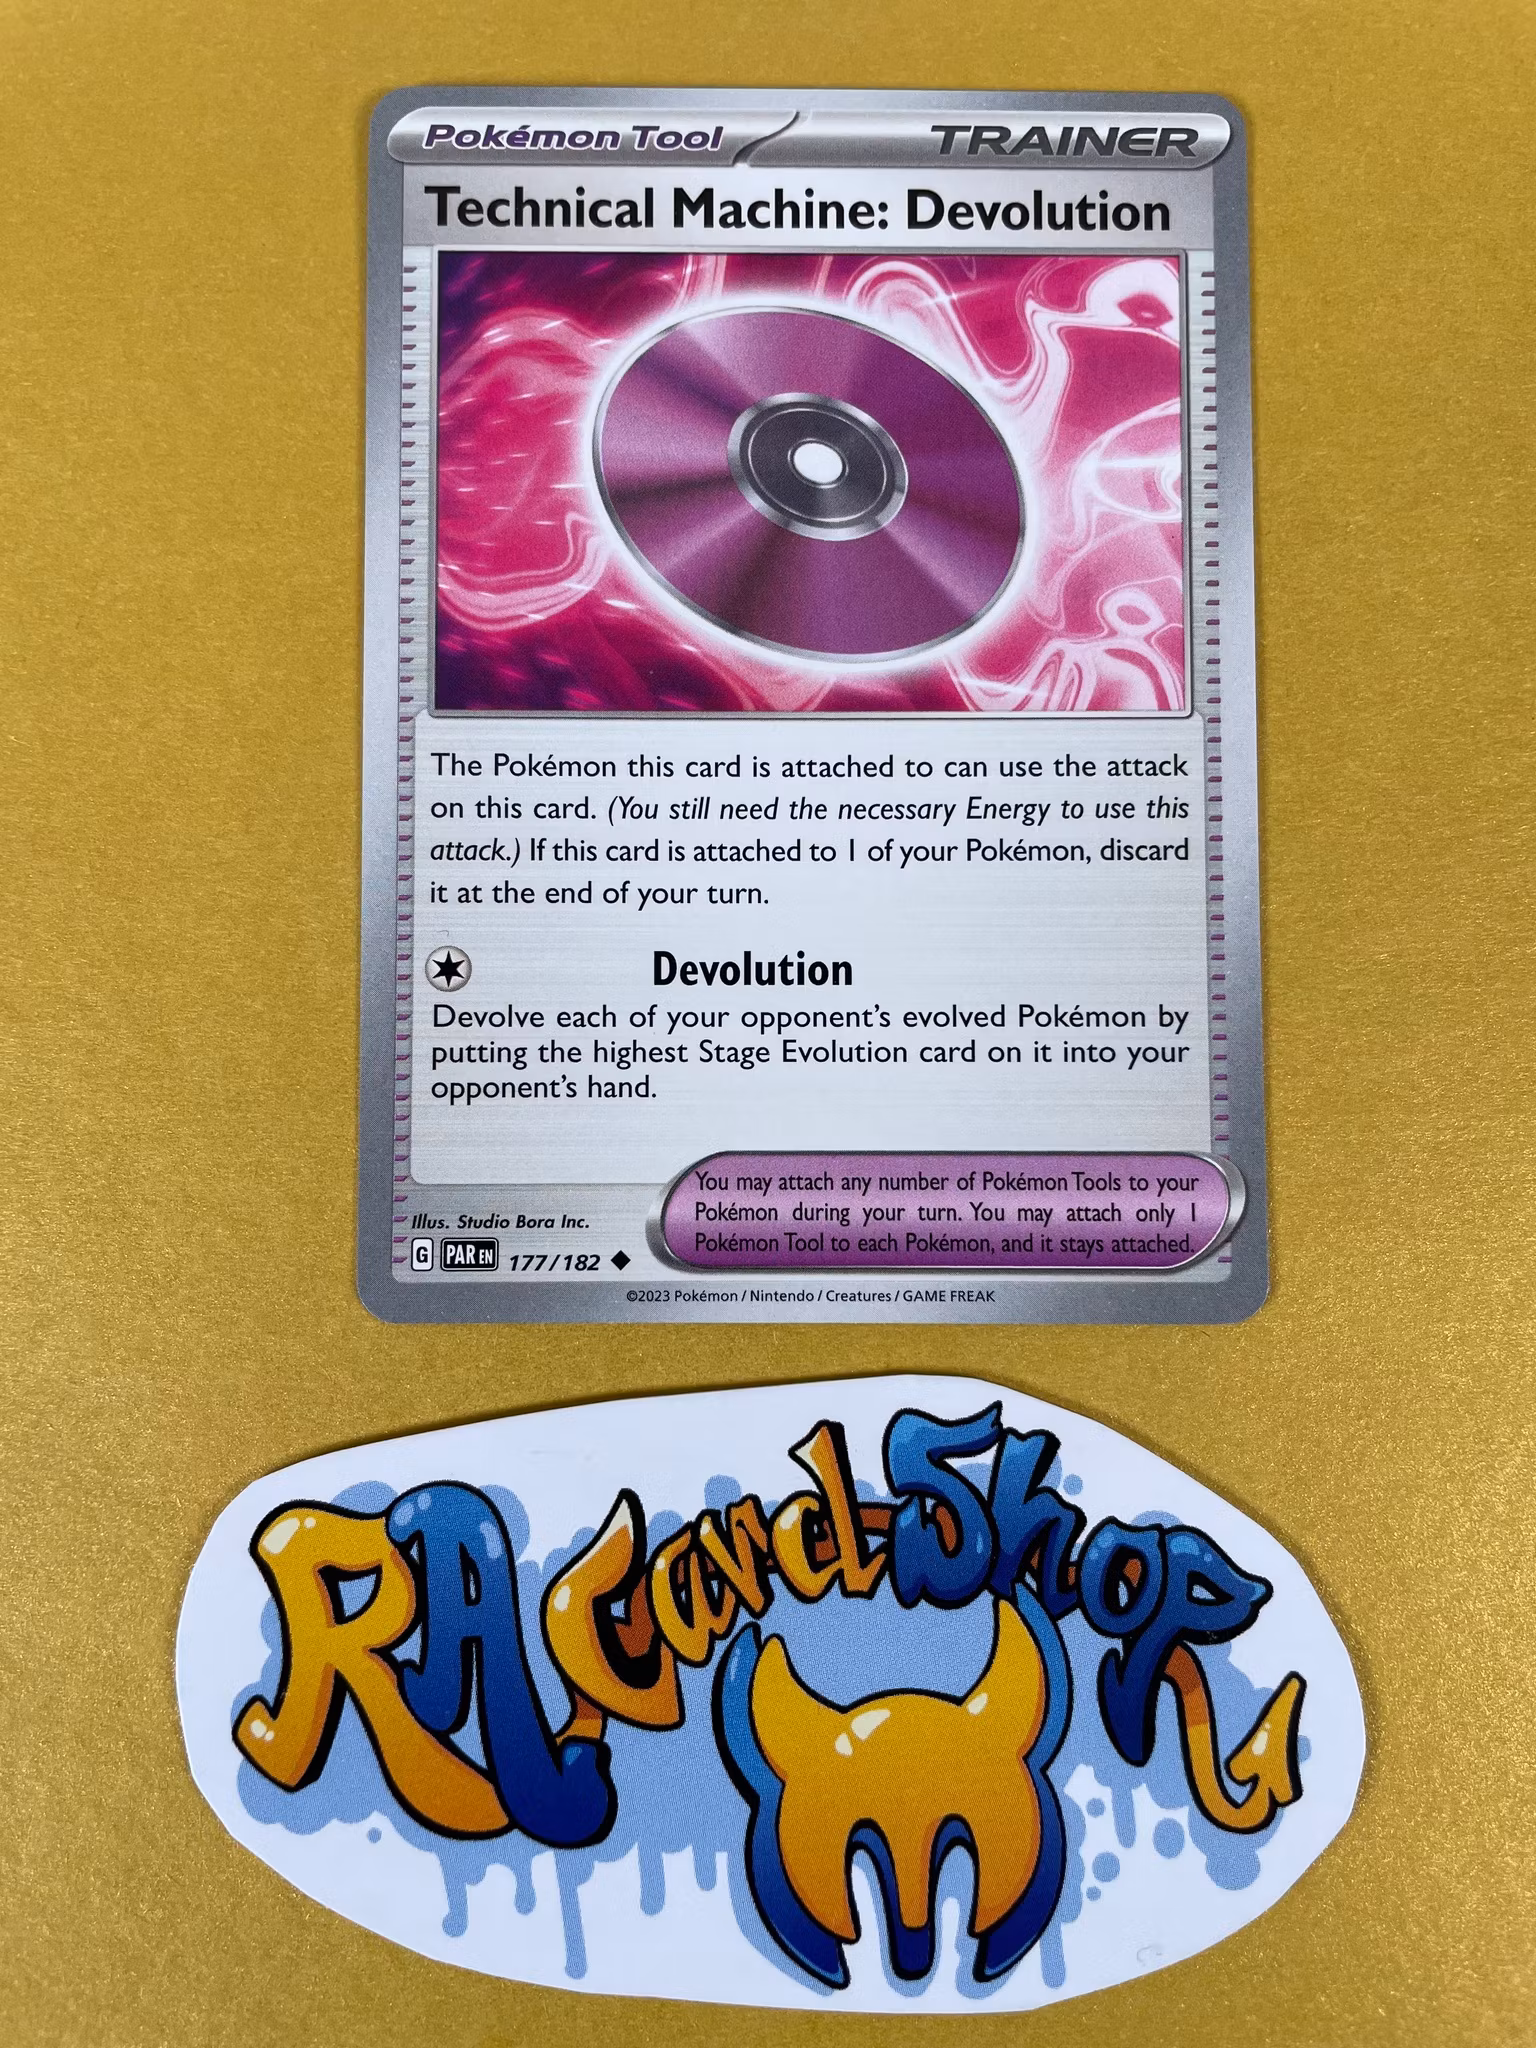 Pokémon Tool TRAINER
Technical Machine: Devolution
The Pokémon this card is attached to can use the attack
on this card. (You still need the necessary Energy to use this
attack.) If this card is attached to 1 of your Pokémon, discard
it at the end of your turn.
Devolution
Devolve each of your opponent's evolved Pokémon by
putting the highest Stage Evolution card on it into your
opponent's hand.
You may attach any number of Pokémon Tools to your
Pokémon during your turn. You may attach only 1
Pokémon Tool to each Pokémon, and it stays attached.
Illus. Studio Bora Inc.
G PAR EN 177/182
©2023 Pokémon / Nintendo / Creatures / GAME FREAK
RA CardShop